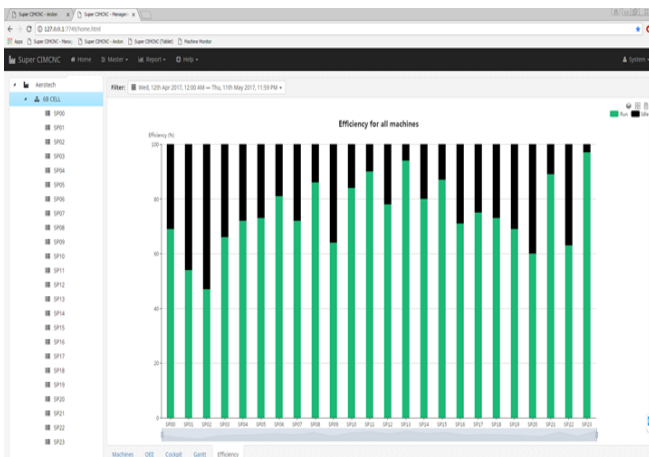 Super CIMCNC - Andon
Super CIMCNC - Manager
127.0.0.1:7749/home.html
Apps Super CIMCNC - Andon Super CIMCNC (Tablet) Machine Monitor
Super CIMCNC Home Master Report Help System
Aerotech
6B CELL
SP00
SP01
SP02
SP03
SP04
SP05
SP06
SP07
SP08
SP09
SP10
SP11
SP12
SP13
SP14
SP15
SP16
SP17
SP18
SP19
SP20
SP21
SP22
SP23
Filter: Wed, 12th Apr 2017, 12:00 AM — Thu, 11th May 2017, 11:59 PM
Run Idle
Efficiency for all machines
Efficiency (%)
100
80
60
40
20
0
SP00 SP01 SP02 SP03 SP04 SP05 SP06 SP07 SP08 SP09 SP10 SP11 SP12 SP13 SP14 SP15 SP16 SP17 SP18 SP19 SP20 SP21 SP22 SP23
Machines OEE Cockpit Gantt Efficiency